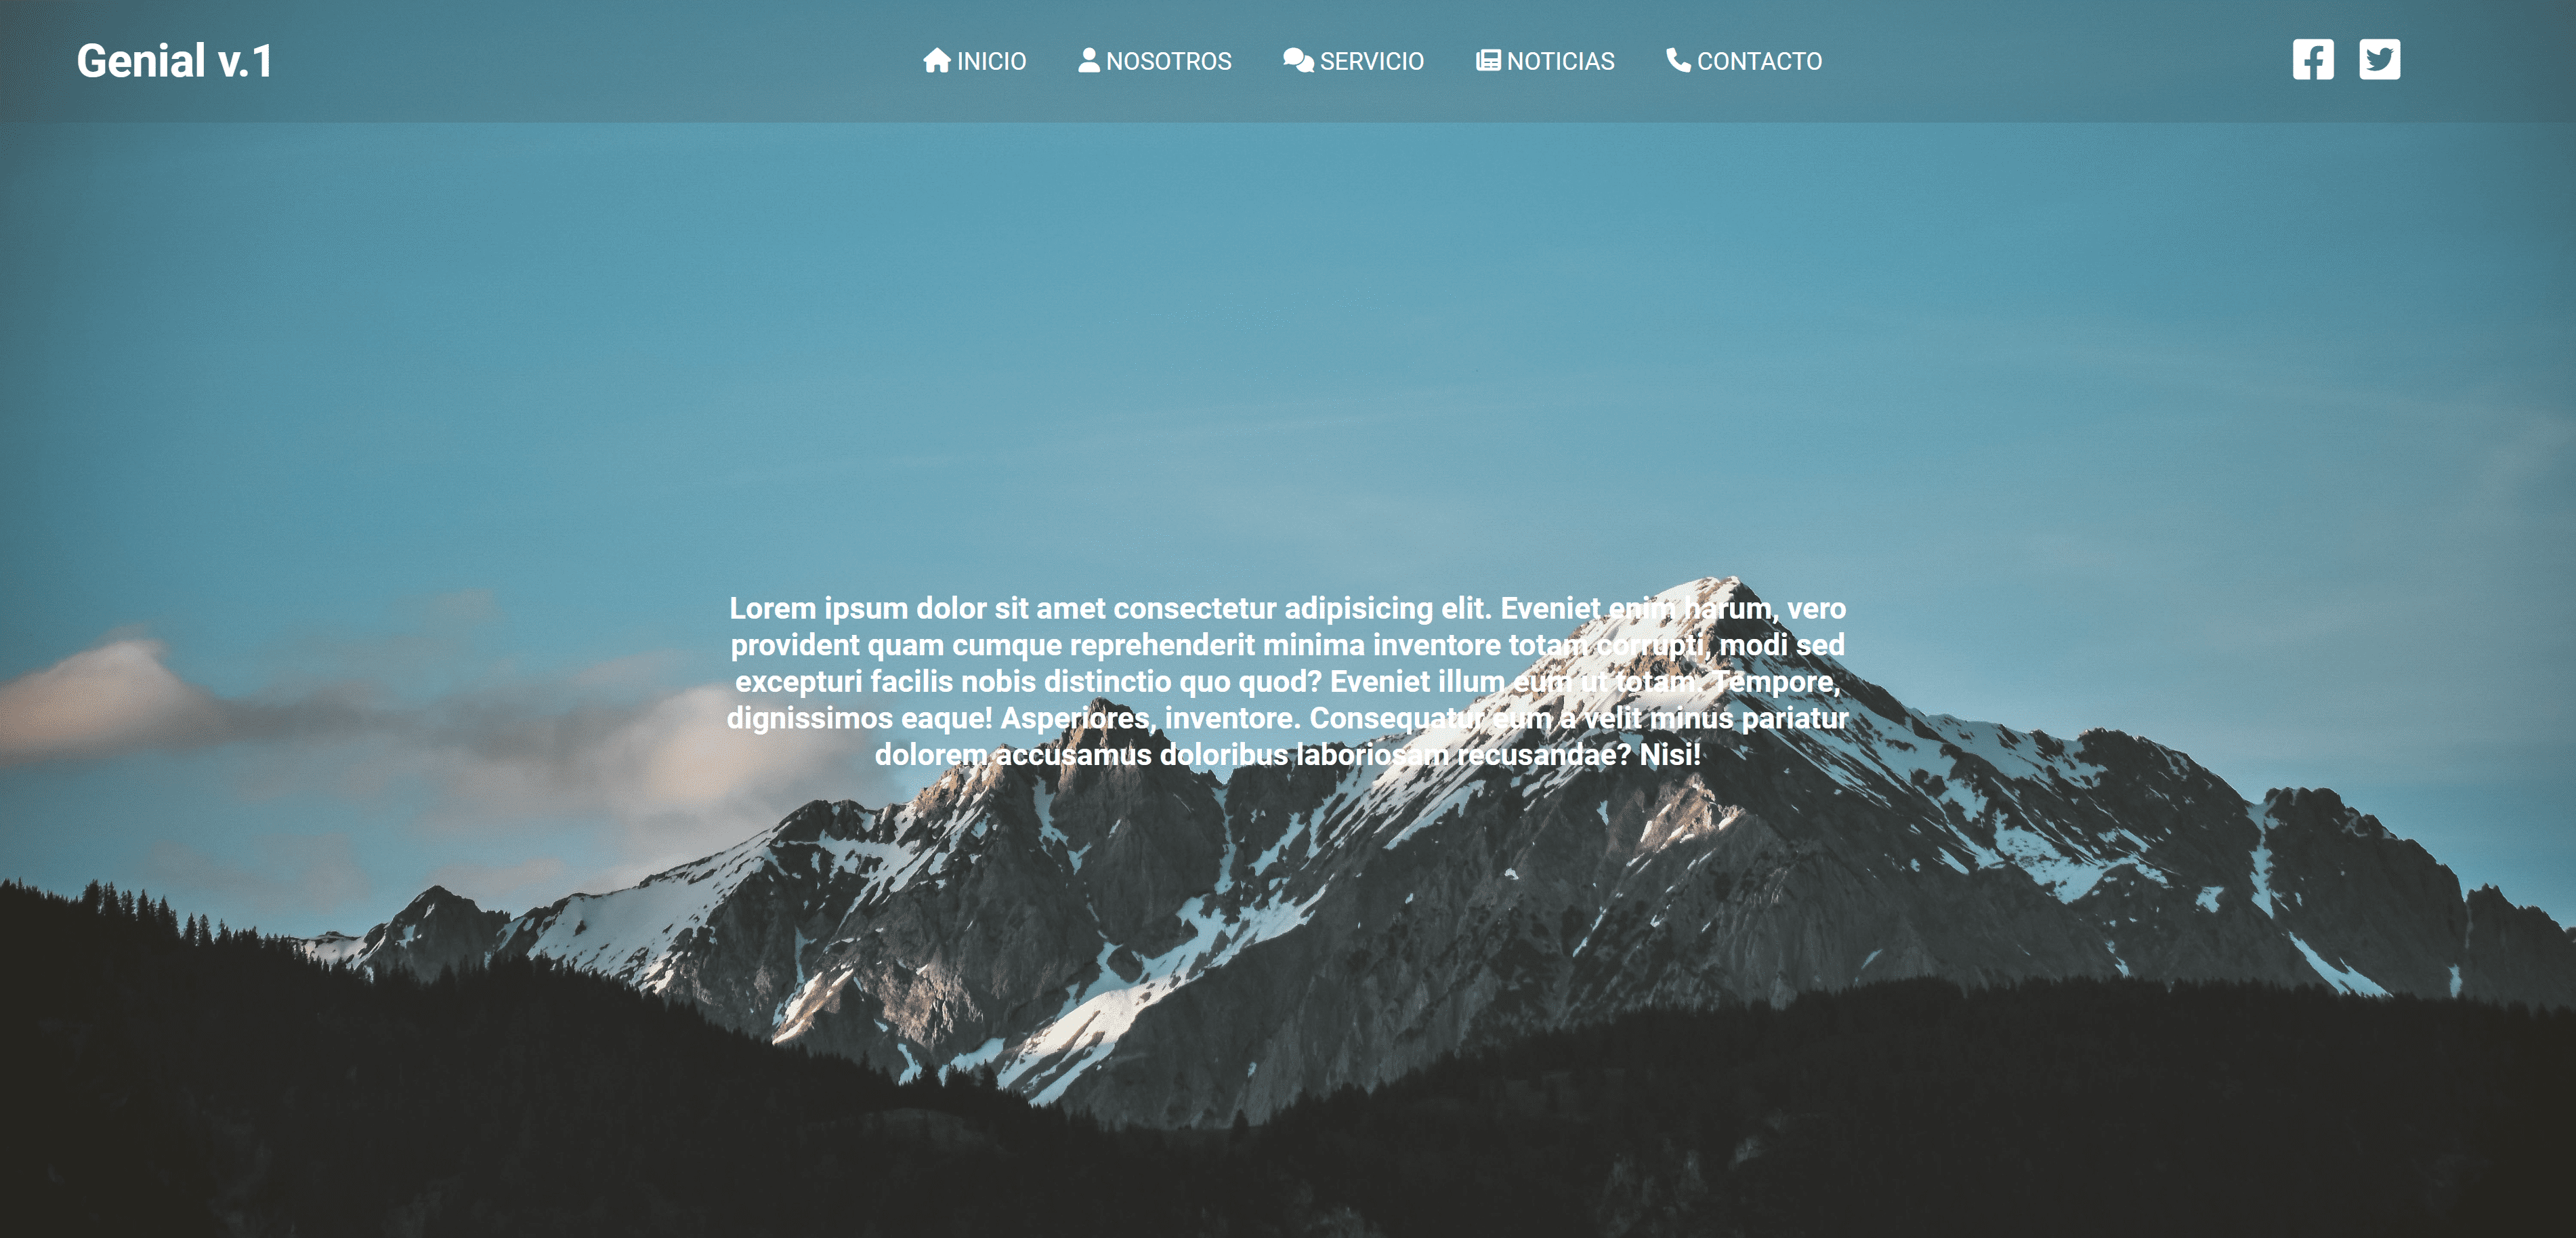 Genial v.1
INICIO NOSOTROS SERVICIO NOTICIAS CONTACTO
Lorem ipsum dolor sit amet consectetur adipisicing elit. Eveniet enim harum, vero
provident quam cumque reprehenderit minima inventore totam corrupti, modi sed
excepturi facilis nobis distinctio quo quod? Eveniet illum eum ut totam. Tempore,
dignissimos eaque! Asperiores, inventore. Consequatur eum a velit minus pariatur
dolorem accusamus doloribus laboriosam recusandae? Nisi!